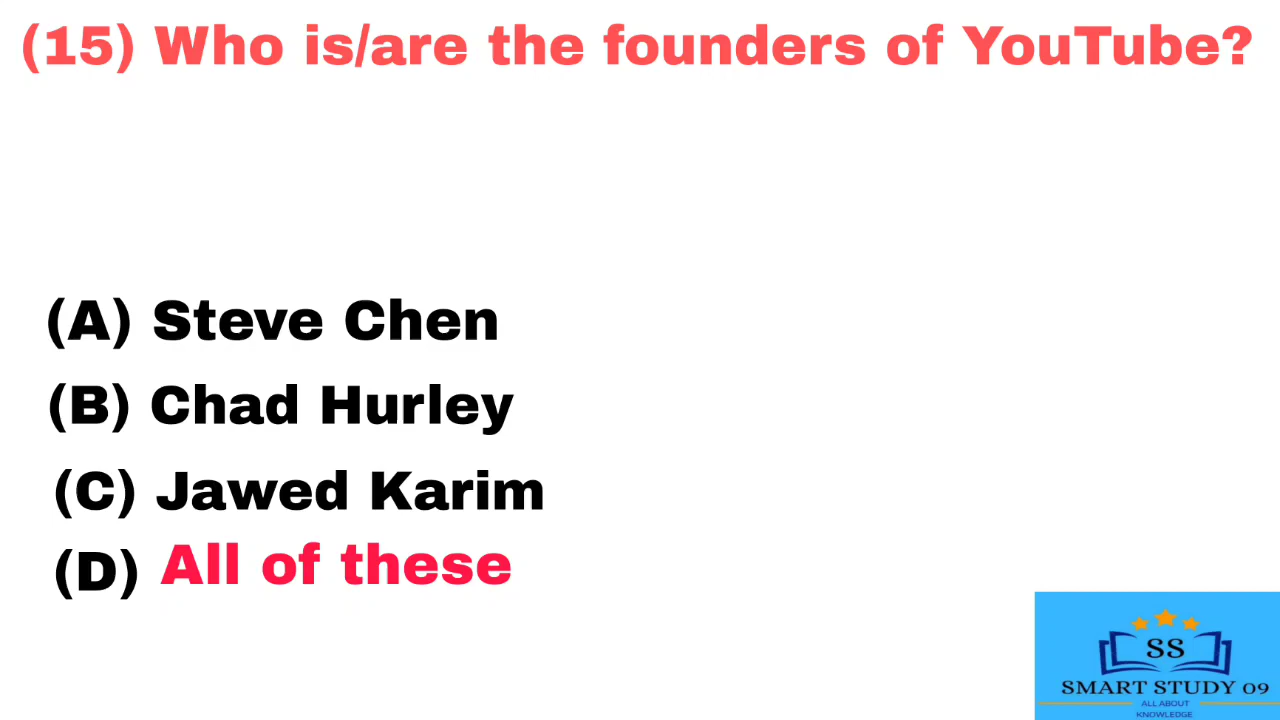 (15) Who is/are the founders of YouTube?
(A) Steve Chen
(B) Chad Hurley
(C) Jawed Karim
(D) All of these
SS
SMART STUDY 09
ALL ABOUT
KNOWLEDGE